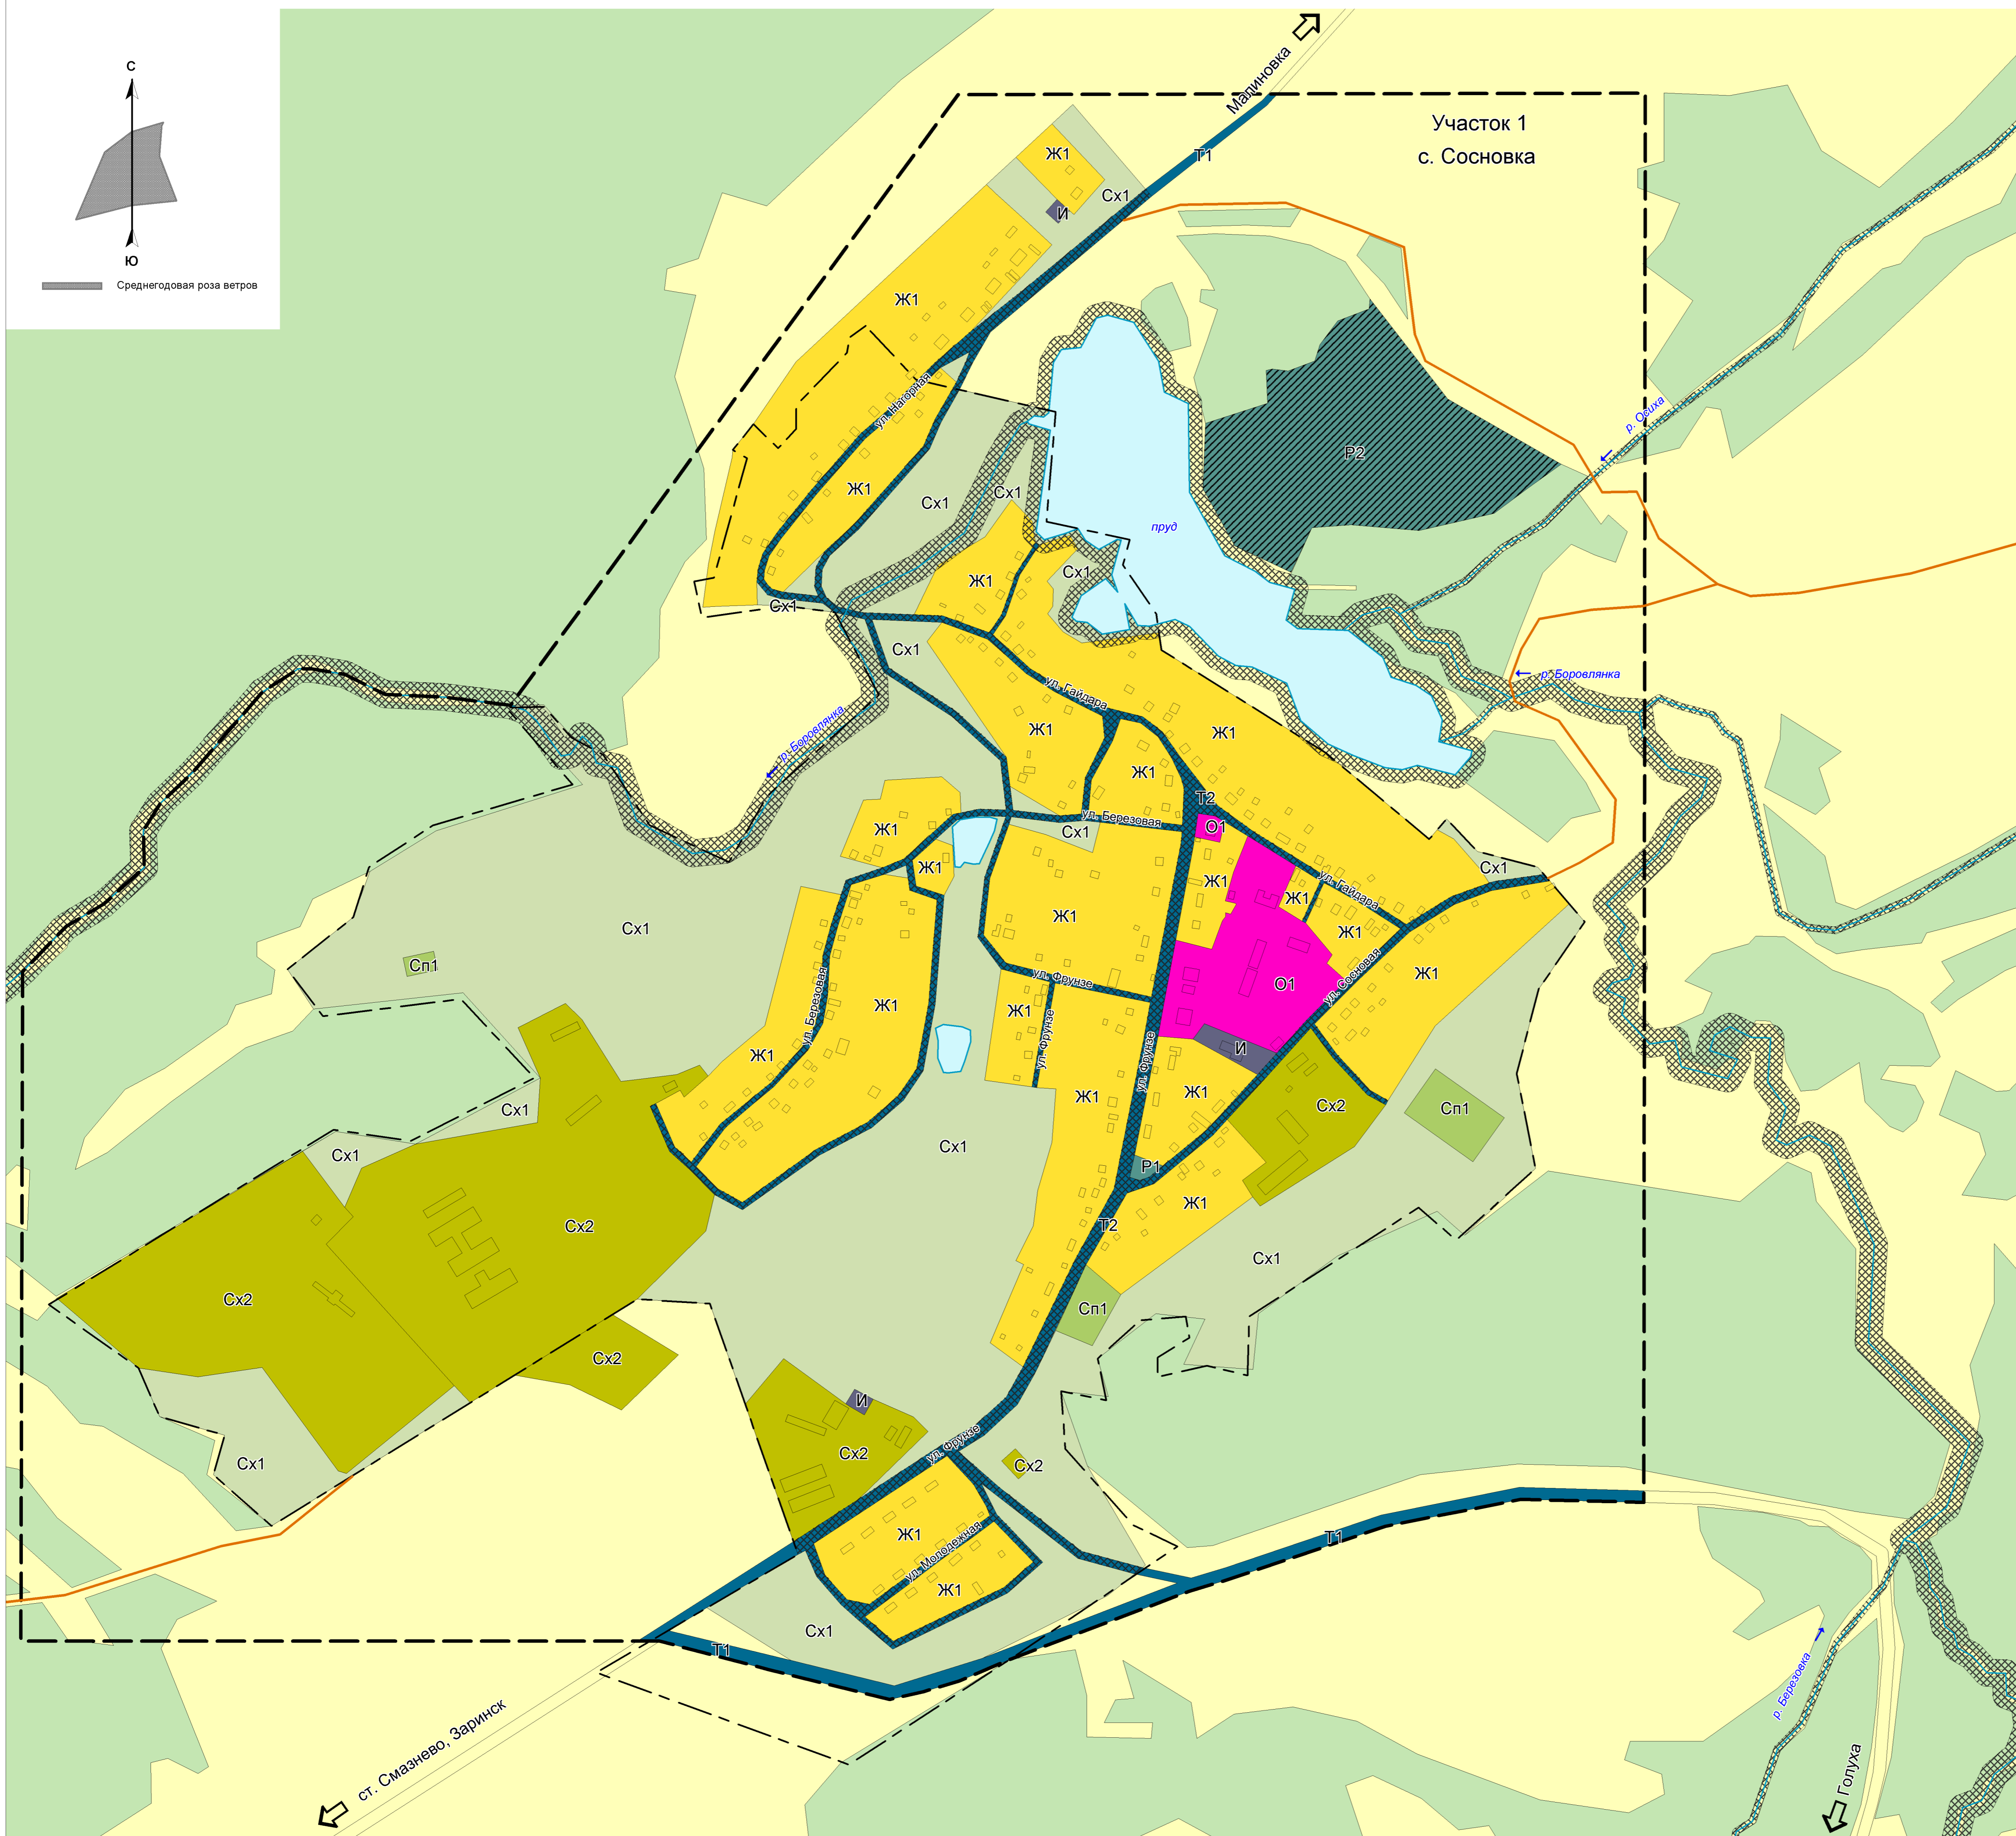 С
Ю
Среднегодовая роза ветров
Малиновка
Участок 1
с. Сосновка
Т1
Ж1
Сх1
И
Ж1
ул. Нагорная
Р2
р. Осиха
Ж1
Сх1
Сх1
пруд
Ж1
Сх1
Сх1
Сх1
р. Боровлянка
ул. Гайдара
р. Боровлянка
Ж1
Ж1
Ж1
Т2
ул. Березовая
О1
Ж1
Сх1
Ж1
Сх1
Ж1
ул. Гайдара
Ж1
Ж1
Сх1
Ж1
Сп1
ул. Фрунзе
ул. Сосновая
Ж1
О1
ул. Березовая
Ж1
Ж1
ул. Фрунзе
ул. Фрунзе
И
Ж1
Ж1
Ж1
Сх2
Сп1
Сх1
Сх1
Сх1
Р1
Ж1
Сх2
Т2
Сх1
Сх2
Сп1
Сх2
И
Сх2
ул. Фрунзе
Сх1
Сх2
Ж1
ул. Молодежная
Т1
Ж1
Сх1
Т1
р. Березовка
ст. Смазнево, Заринск
Голуха